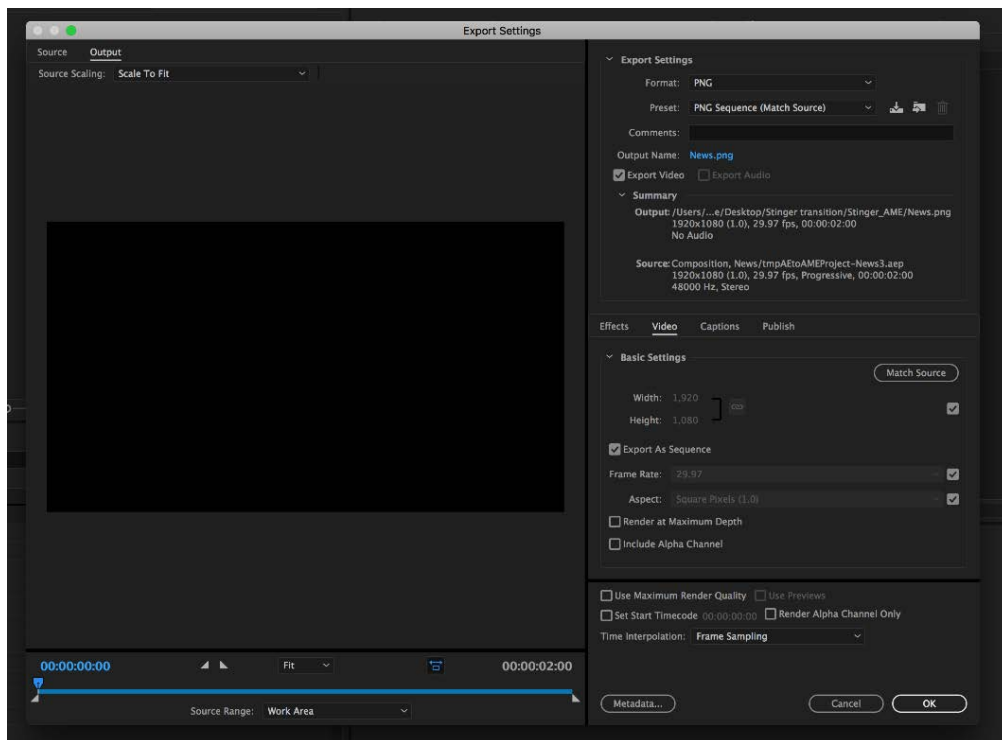 Export Settings
Source Output
Source Scaling: Scale To Fit
00:00:00:00 Fit 00:00:02:00
Source Range: Work Area
Export Settings
Format: PNG
Preset: PNG Sequence (Match Source)
Comments:
Output Name: News.png
Export Video Export Audio
Summary
Output: /Users/...e/Desktop/Stinger transition/Stinger_AME/News.png
1920x1080 (1.0), 29.97 fps, 00:00:02:00
No Audio
Source: Composition, News/tmpAEtoAMEProject-News3.aep
1920x1080 (1.0), 29.97 fps, Progressive, 00:00:02:00
48000 Hz, Stereo
Effects Video Captions Publish
Basic Settings
Match Source
Width: 1,920
Height: 1,080
Export As Sequence
Frame Rate: 29.97
Aspect: Square Pixels (1.0)
Render at Maximum Depth
Include Alpha Channel
Use Maximum Render Quality Use Previews
Set Start Timecode 00:00:00:00 Render Alpha Channel Only
Time Interpolation: Frame Sampling
Metadata... Cancel OK